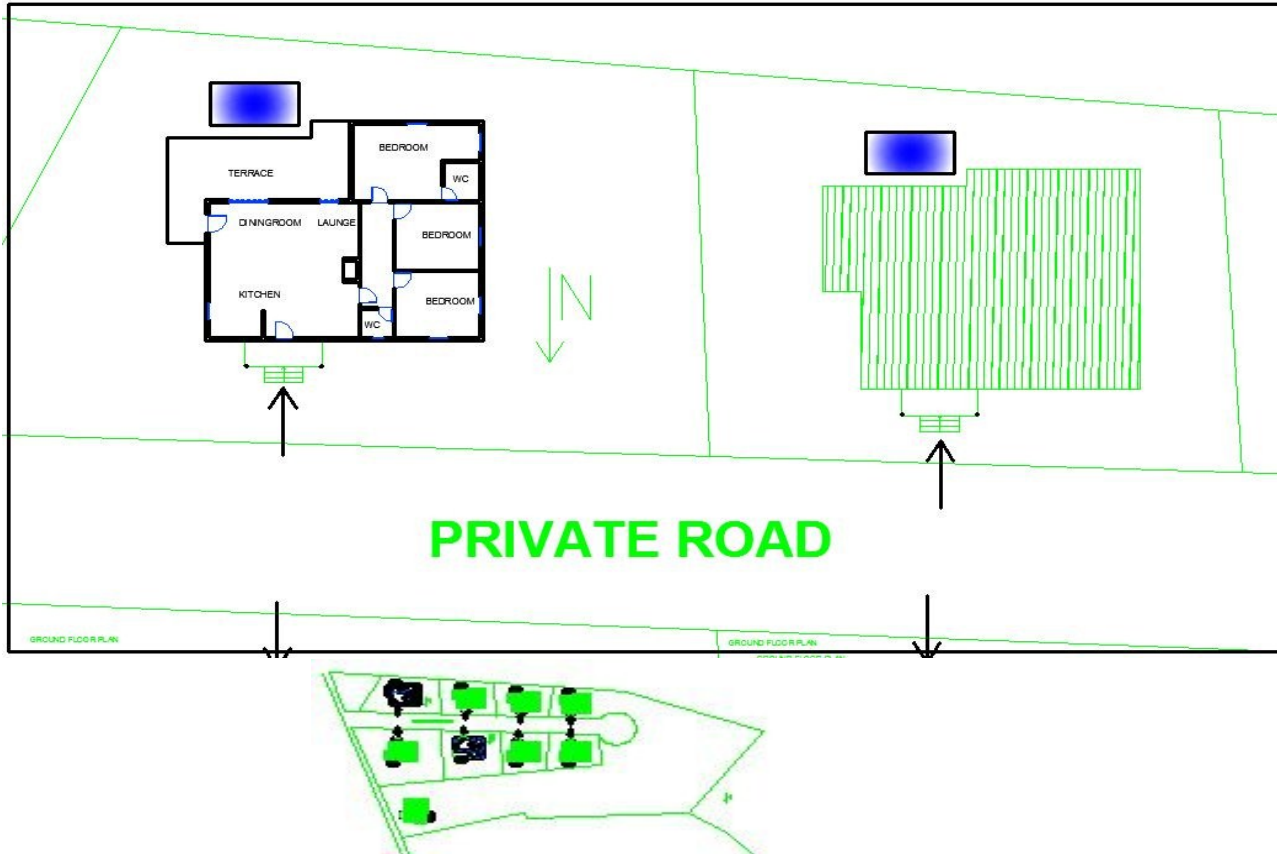 BEDROOM
TERRACE
WC
DININGROOM LAUNGE
BEDROOM
N
KITCHEN
BEDROOM
WC
PRIVATE ROAD
GROUND FLOOR PLAN
GROUND FLOOR PLAN